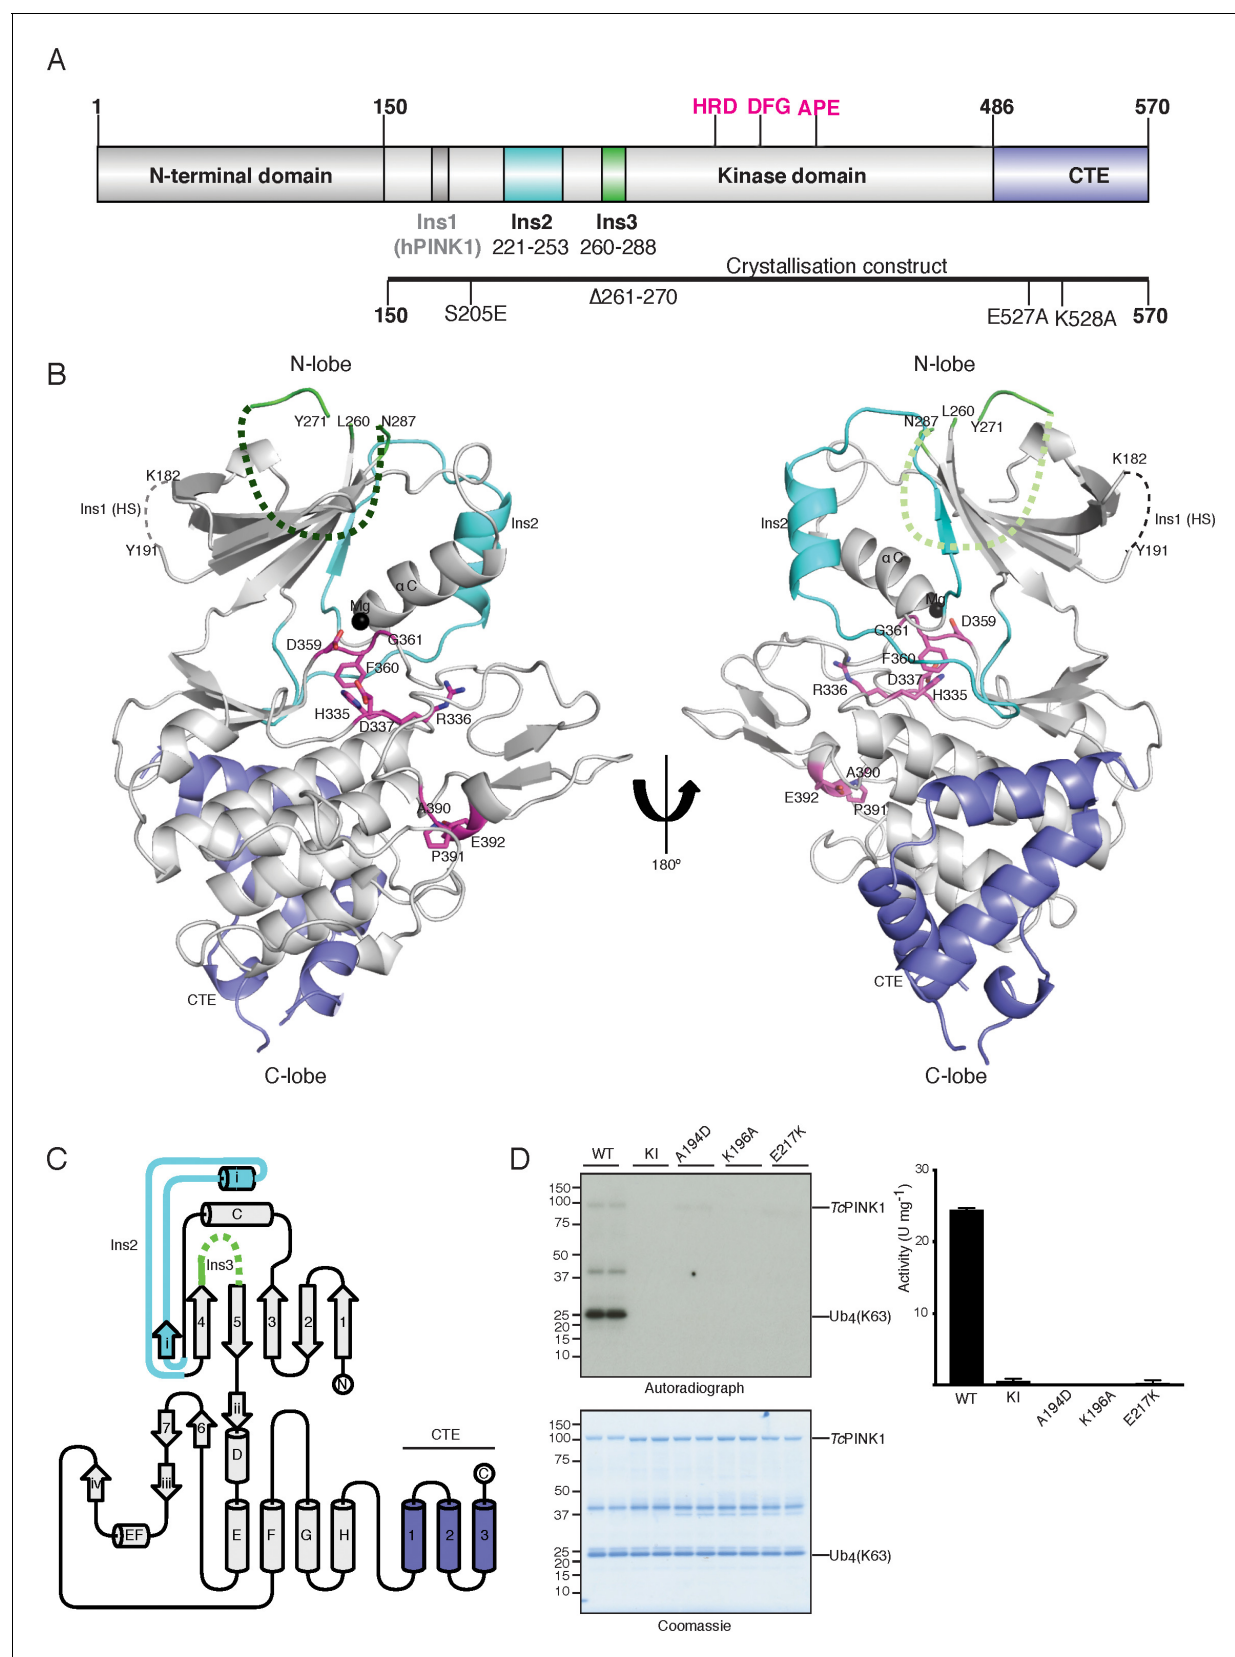 A
1 150 HRD DFG APE 486 570
N-terminal domain Kinase domain CTE
Ins1 Ins2 Ins3
(hPINK1) 221-253 260-288
Crystallisation construct
150 S205E Δ261-270 E527A K528A 570
B
N-lobe N-lobe
Y271 L260 N287
K182
Ins1 (HS)
Y191
Ins2
α C
Mg
D359 G361
F360
H335 D337 R336
A390
E392
P391
CTE
C-lobe
180º
N287 L260 Y271
K182
Ins1 (HS)
Y191
Ins2
α C
Mg
G361 D359
F360
D337
R336 H335
A390
E392
P391
CTE
C-lobe
C
i
C
Ins2
Ins3
4 5 3 2 1
i
N
ii
7 6
D
iv iii
EF
E F G H
CTE
C
1 2 3
D
WT KI A194D K196A E217K
150
100
75
50
37
25
20
15
10
TcPINK1
Ub4(K63)
Autoradiograph
150
100
75
50
37
25
20
15
10
TcPINK1
Ub4(K63)
Coomassie
Activity (U mg-1)
30
20
10
WT KI A194D K196A E217K